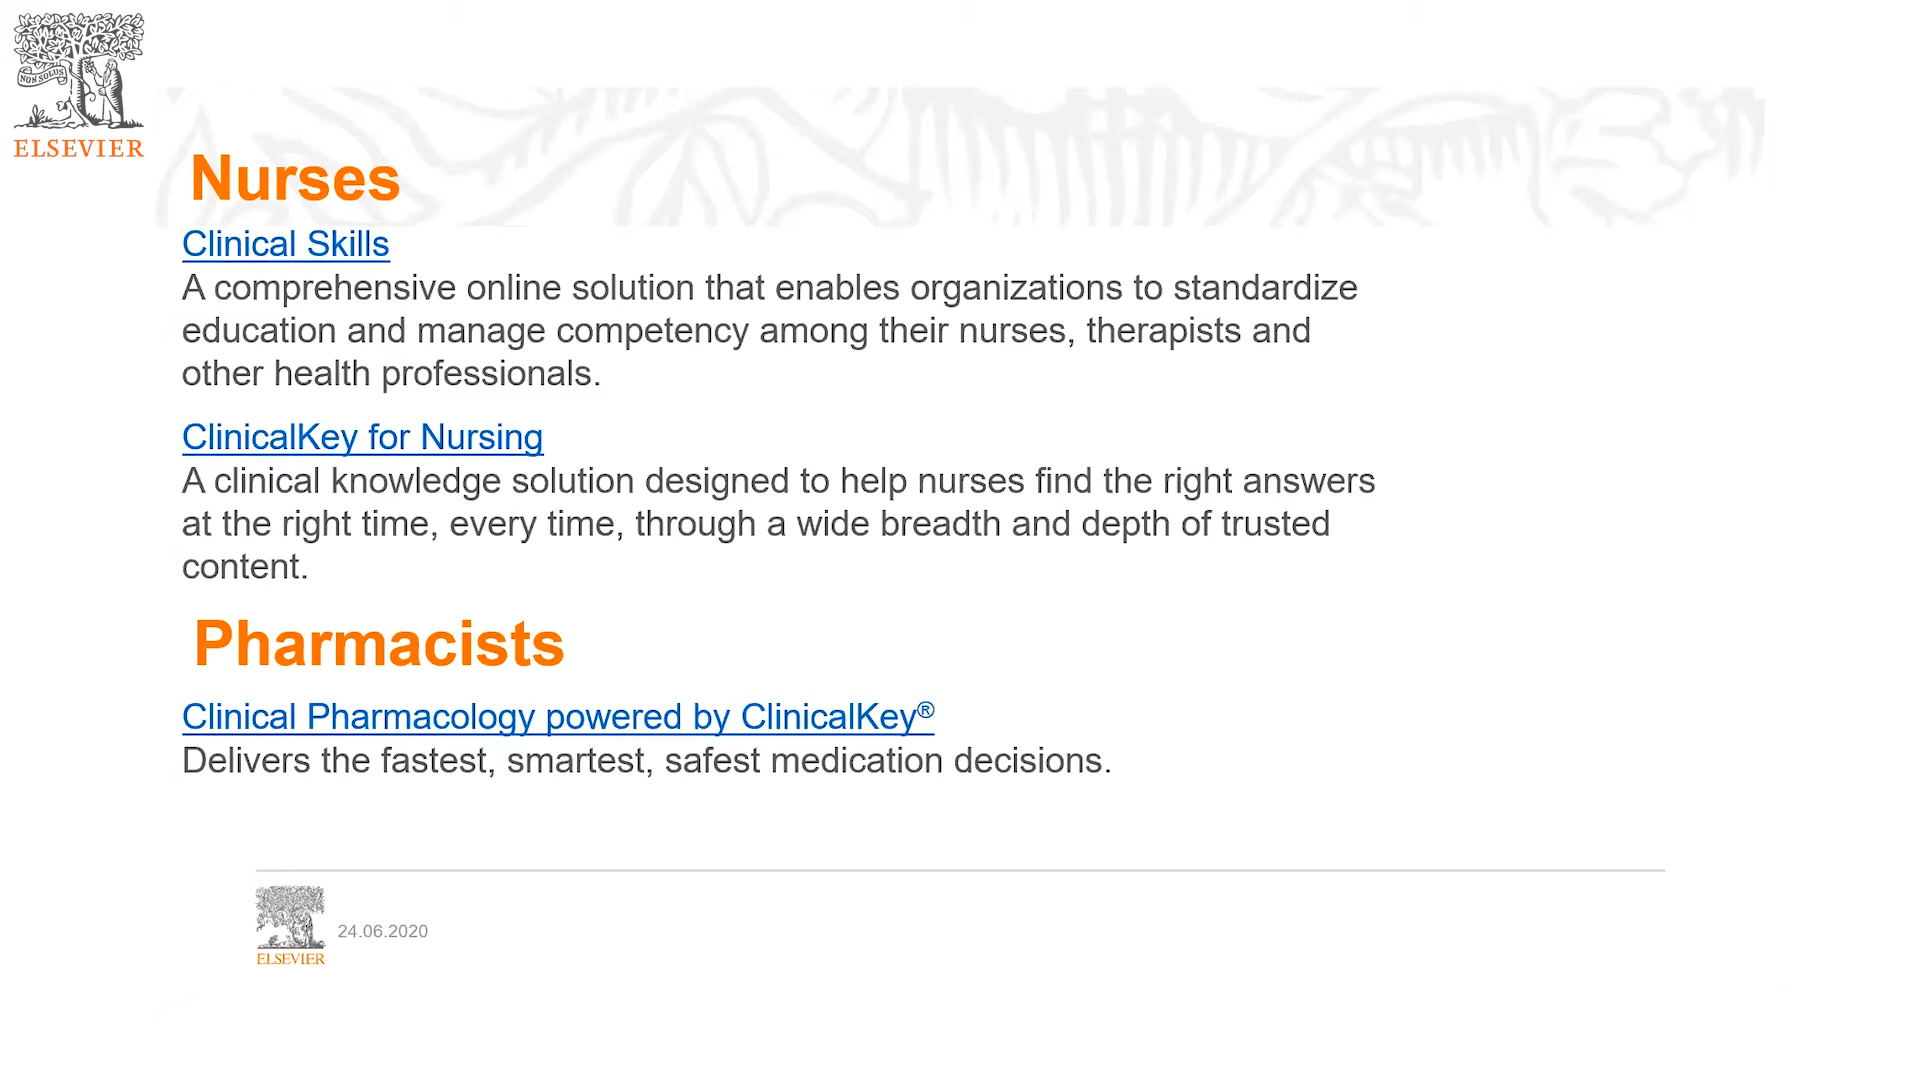 NON SOLUS
ELSEVIER
Nurses
Clinical Skills
A comprehensive online solution that enables organizations to standardize
education and manage competency among their nurses, therapists and
other health professionals.
ClinicalKey for Nursing
A clinical knowledge solution designed to help nurses find the right answers
at the right time, every time, through a wide breadth and depth of trusted
content.
Pharmacists
Clinical Pharmacology powered by ClinicalKey®
Delivers the fastest, smartest, safest medication decisions.
24.06.2020
ELSEVIER